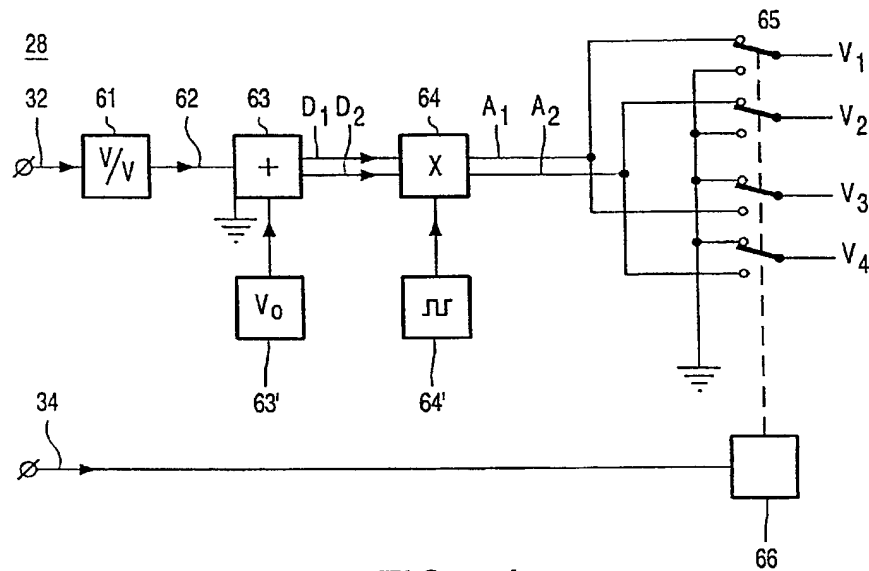 28
65
32
61
62
63
D₁ D₂
64
A₁
A₂
V₁
V/V
+
X
V₂
V₃
V₀
V₄
63'
64'
34
66